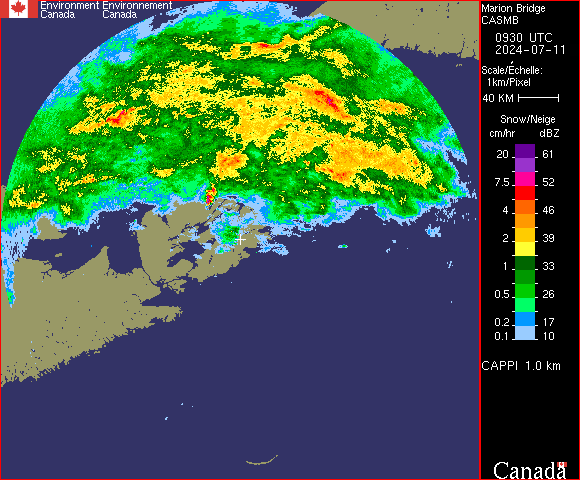 Environment Environnement
Canada Canada
Marion Bridge
CASMB
0930 UTC
2024-07-11
Scale/Echelle:
1km/Pixel
40 KM
Snow/Neige
cm/hr dBZ
20 61
7.5 52
4 46
2 39
1 33
0.5 26
0.2 17
0.1 10
CAPPI 1.0 km
Canada